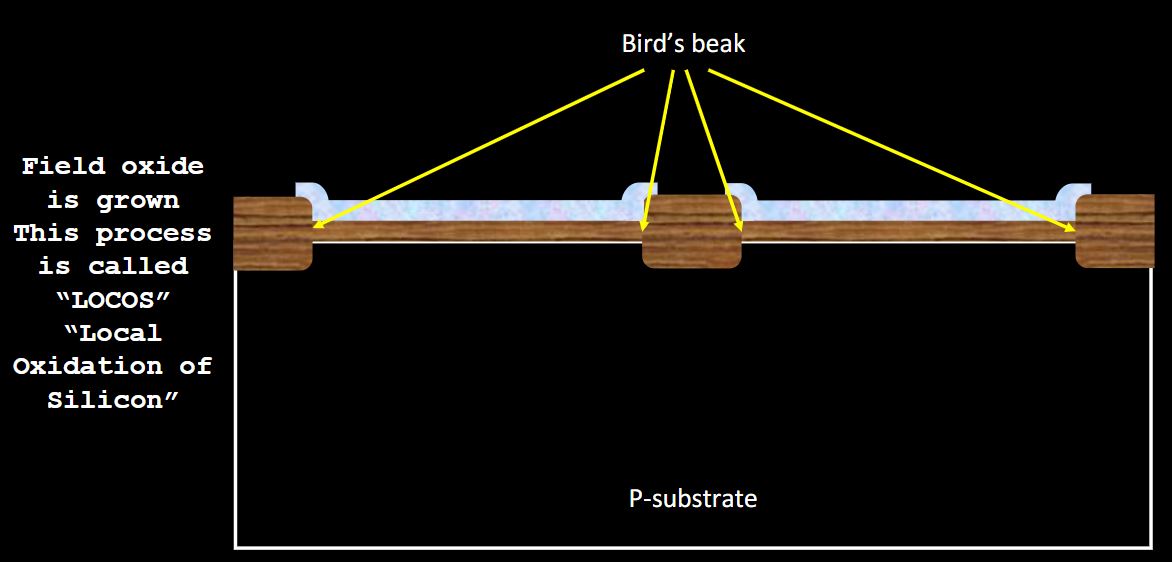 Bird’s beak
Field oxide
is grown
This process
is called
“LOCOS”
“Local
Oxidation of
Silicon”
P-substrate